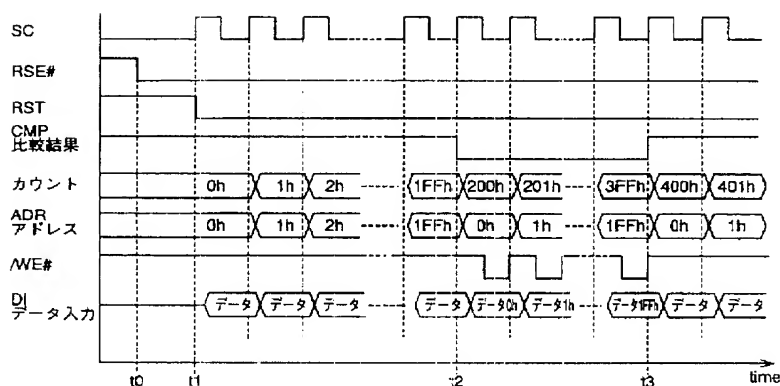 SC
RSE#
RST
CMP
比較結果
カウント 0h 1h 2h 1FFh 200h 201h 3FFh 400h 401h
ADR
アドレス 0h 1h 2h 1FFh 0h 1h 1FFh 0h 1h
/WE#
DI
データ入力 データ データ データ データ データ0h データ1h データ1FFh データ データ
t0 t1 t2 t3 time